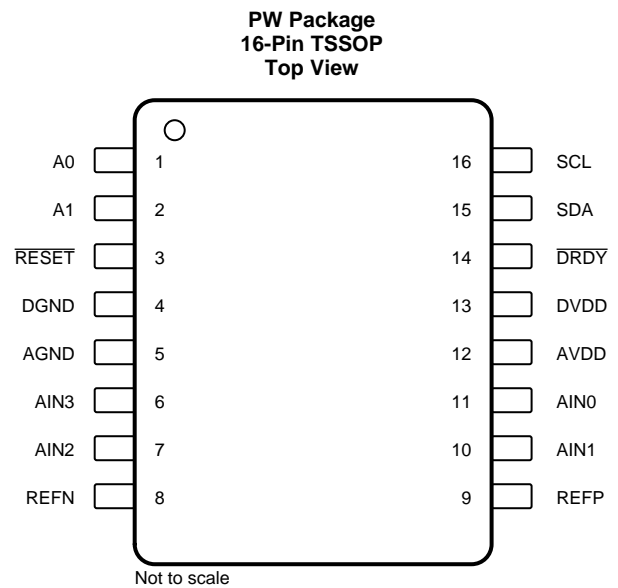 PW Package
16-Pin TSSOP
Top View
A0 1 16 SCL
A1 2 15 SDA
RESET 3 14 DRDY
DGND 4 13 DVDD
AGND 5 12 AVDD
AIN3 6 11 AIN0
AIN2 7 10 AIN1
REFN 8 9 REFP
Not to scale